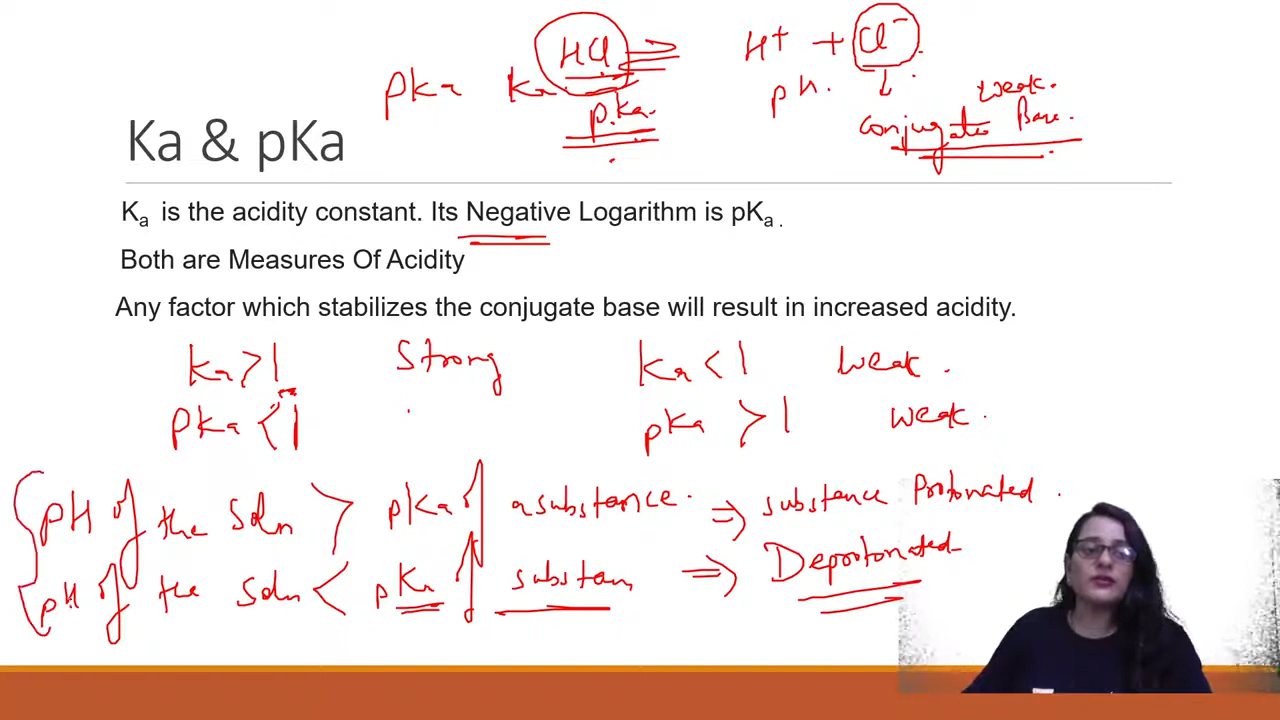 pKa Ka HCl ⇌ H+ + Cl-
pKa.
pH.
weak.
conjugate Base.
Ka & pKa
Ka is the acidity constant. Its Negative Logarithm is pKa .
Both are Measures Of Acidity
Any factor which stabilizes the conjugate base will result in increased acidity.
Ka > 1 Strong Ka < 1 weak.
pKa < 1 pKa > 1 weak.
pH of the Soln > pKa of a substance. ⇒ substance Protonated.
pH of the Soln < pKa of substan ⇒ Deprotonated